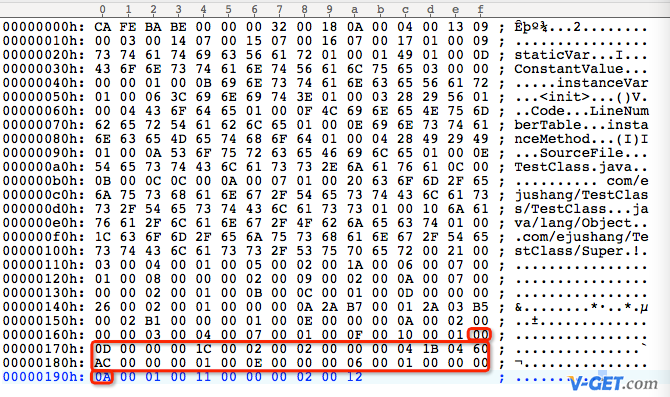 0 1 2 3 4 5 6 7 8 9 a b c d e f
00000000h: CA FE BA BE 00 00 00 32 00 18 0A 00 04 00 13 09 ; Êþº¾...2........
00000010h: 00 03 00 14 07 00 15 07 00 16 07 00 17 01 00 09 ; ................
00000020h: 73 74 61 74 69 63 56 61 72 01 00 01 49 01 00 0D ; staticVar...I...
00000030h: 43 6F 6E 73 74 61 6E 74 56 61 6C 75 65 03 00 00 ; ConstantValue...
00000040h: 00 01 01 00 0B 69 6E 73 74 61 6E 63 65 56 61 72 ; .....instanceVar
00000050h: 01 00 06 3C 69 6E 69 74 3E 01 00 03 28 29 56 01 ; ...<init>...()V.
00000060h: 00 04 43 6F 64 65 01 00 0F 4C 69 6E 65 4E 75 6D ; ..Code...LineNum
00000070h: 62 65 72 54 61 62 6C 65 01 00 0E 69 6E 73 74 61 ; berTable...insta
00000080h: 6E 63 65 4D 65 74 68 6F 64 01 00 04 28 49 29 49 ; nceMethod...(I)I
00000090h: 01 00 0A 53 6F 75 72 63 65 46 69 6C 65 01 00 0E ; ...SourceFile...
000000a0h: 54 65 73 74 43 6C 61 73 73 2E 6A 61 76 61 0C 00 ; TestClass.java..
000000b0h: 0B 00 0C 0C 00 0A 00 07 01 00 20 63 6F 6D 2F 65 ; .......... com/e
000000c0h: 6A 75 73 68 61 6E 67 2F 54 65 73 74 43 6C 61 73 ; jushang/TestClas
000000d0h: 73 2F 54 65 73 74 43 6C 61 73 73 01 00 10 6A 61 ; s/TestClass...ja
000000e0h: 76 61 2F 6C 61 6E 67 2F 4F 62 6A 65 63 74 01 00 ; va/lang/Object..
000000f0h: 1C 63 6F 6D 2F 65 6A 75 73 68 61 6E 67 2F 54 65 ; .com/ejushang/Te
00000100h: 73 74 43 6C 61 73 73 2F 53 75 70 65 72 00 21 00 ; stClass/Super.!.
00000110h: 03 00 04 00 01 00 05 00 02 00 1A 00 06 00 07 00 ; ................
00000120h: 01 00 08 00 00 00 02 00 09 00 02 00 0A 00 07 00 ; ................
00000130h: 00 00 02 00 01 00 0B 00 0C 00 01 00 0D 00 00 00 ; ................
00000140h: 26 00 02 00 01 00 00 00 0A 2A B7 00 01 2A 03 B5 ; &........*...*.µ
00000150h: 00 02 B1 00 00 00 01 00 0E 00 00 00 0A 00 02 00 ; ..±.............
00000160h: 00 00 03 00 04 00 07 00 01 00 0F 00 10 00 01 00 ; ................
00000170h: 0D 00 00 00 1C 00 02 00 02 00 00 00 04 1B 04 60 ; ...............`
00000180h: AC 00 00 00 01 00 0E 00 00 00 06 00 01 00 00 00 ; ¬...............
00000190h: 0A 00 01 00 11 00 00 00 02 00 12 ; ...........
V-GET.com